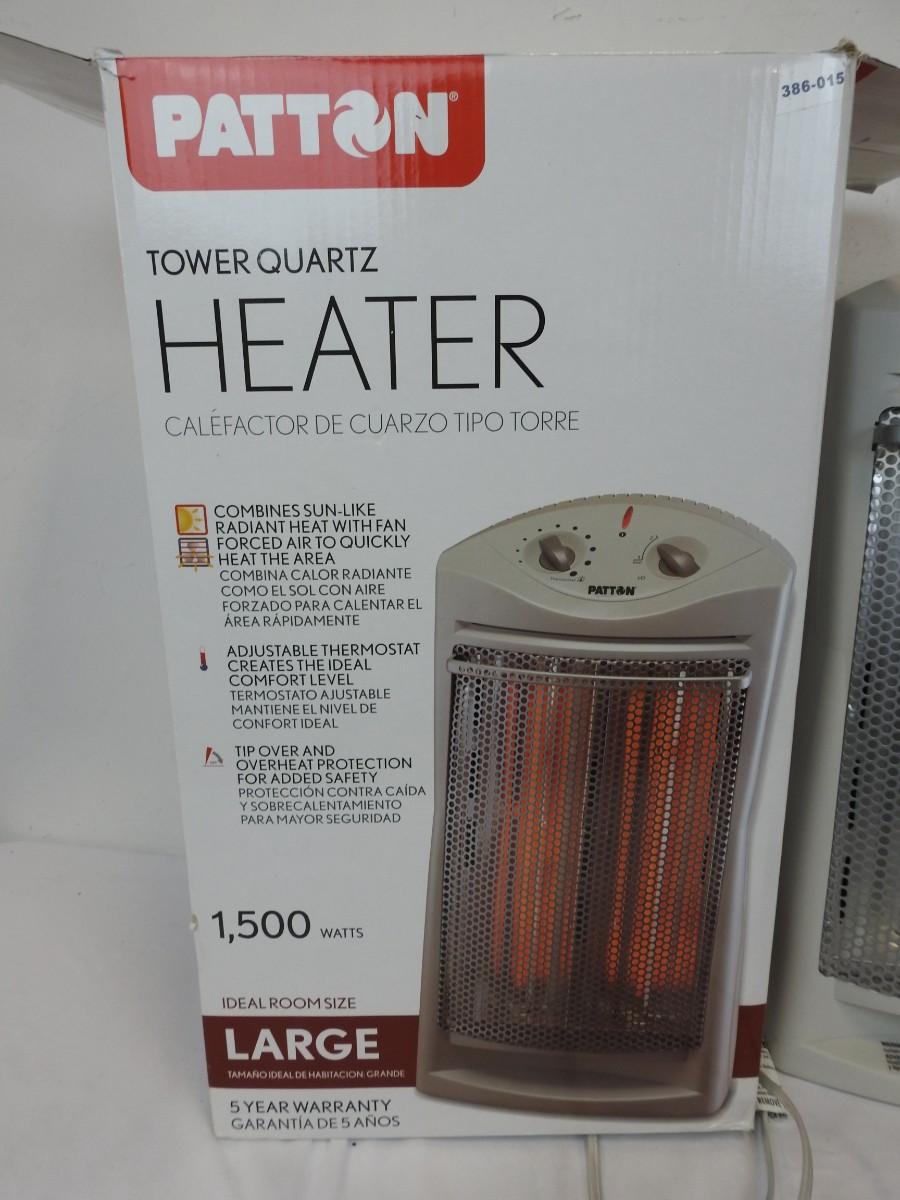 PATTON®
386-015
TOWER QUARTZ
HEATER
CALÉFACTOR DE CUARZO TIPO TORRE
COMBINES SUN-LIKE
RADIANT HEAT WITH FAN
FORCED AIR TO QUICKLY
HEAT THE AREA
COMBINA CALOR RADIANTE
COMO EL SOL CON AIRE
FORZADO PARA CALENTAR EL
ÁREA RÁPIDAMENTE
ADJUSTABLE THERMOSTAT
CREATES THE IDEAL
COMFORT LEVEL
TERMOSTATO AJUSTABLE
MANTIENE EL NIVEL DE
CONFORT IDEAL
TIP OVER AND
OVERHEAT PROTECTION
FOR ADDED SAFETY
PROTECCIÓN CONTRA CAÍDA
Y SOBRECALENTAMIENTO
PARA MAYOR SEGURIDAD
PATTON
1,500 WATTS
IDEAL ROOM SIZE
LARGE
TAMAÑO IDEAL DE HABITACION: GRANDE
5 YEAR WARRANTY
GARANTÍA DE 5 AÑOS